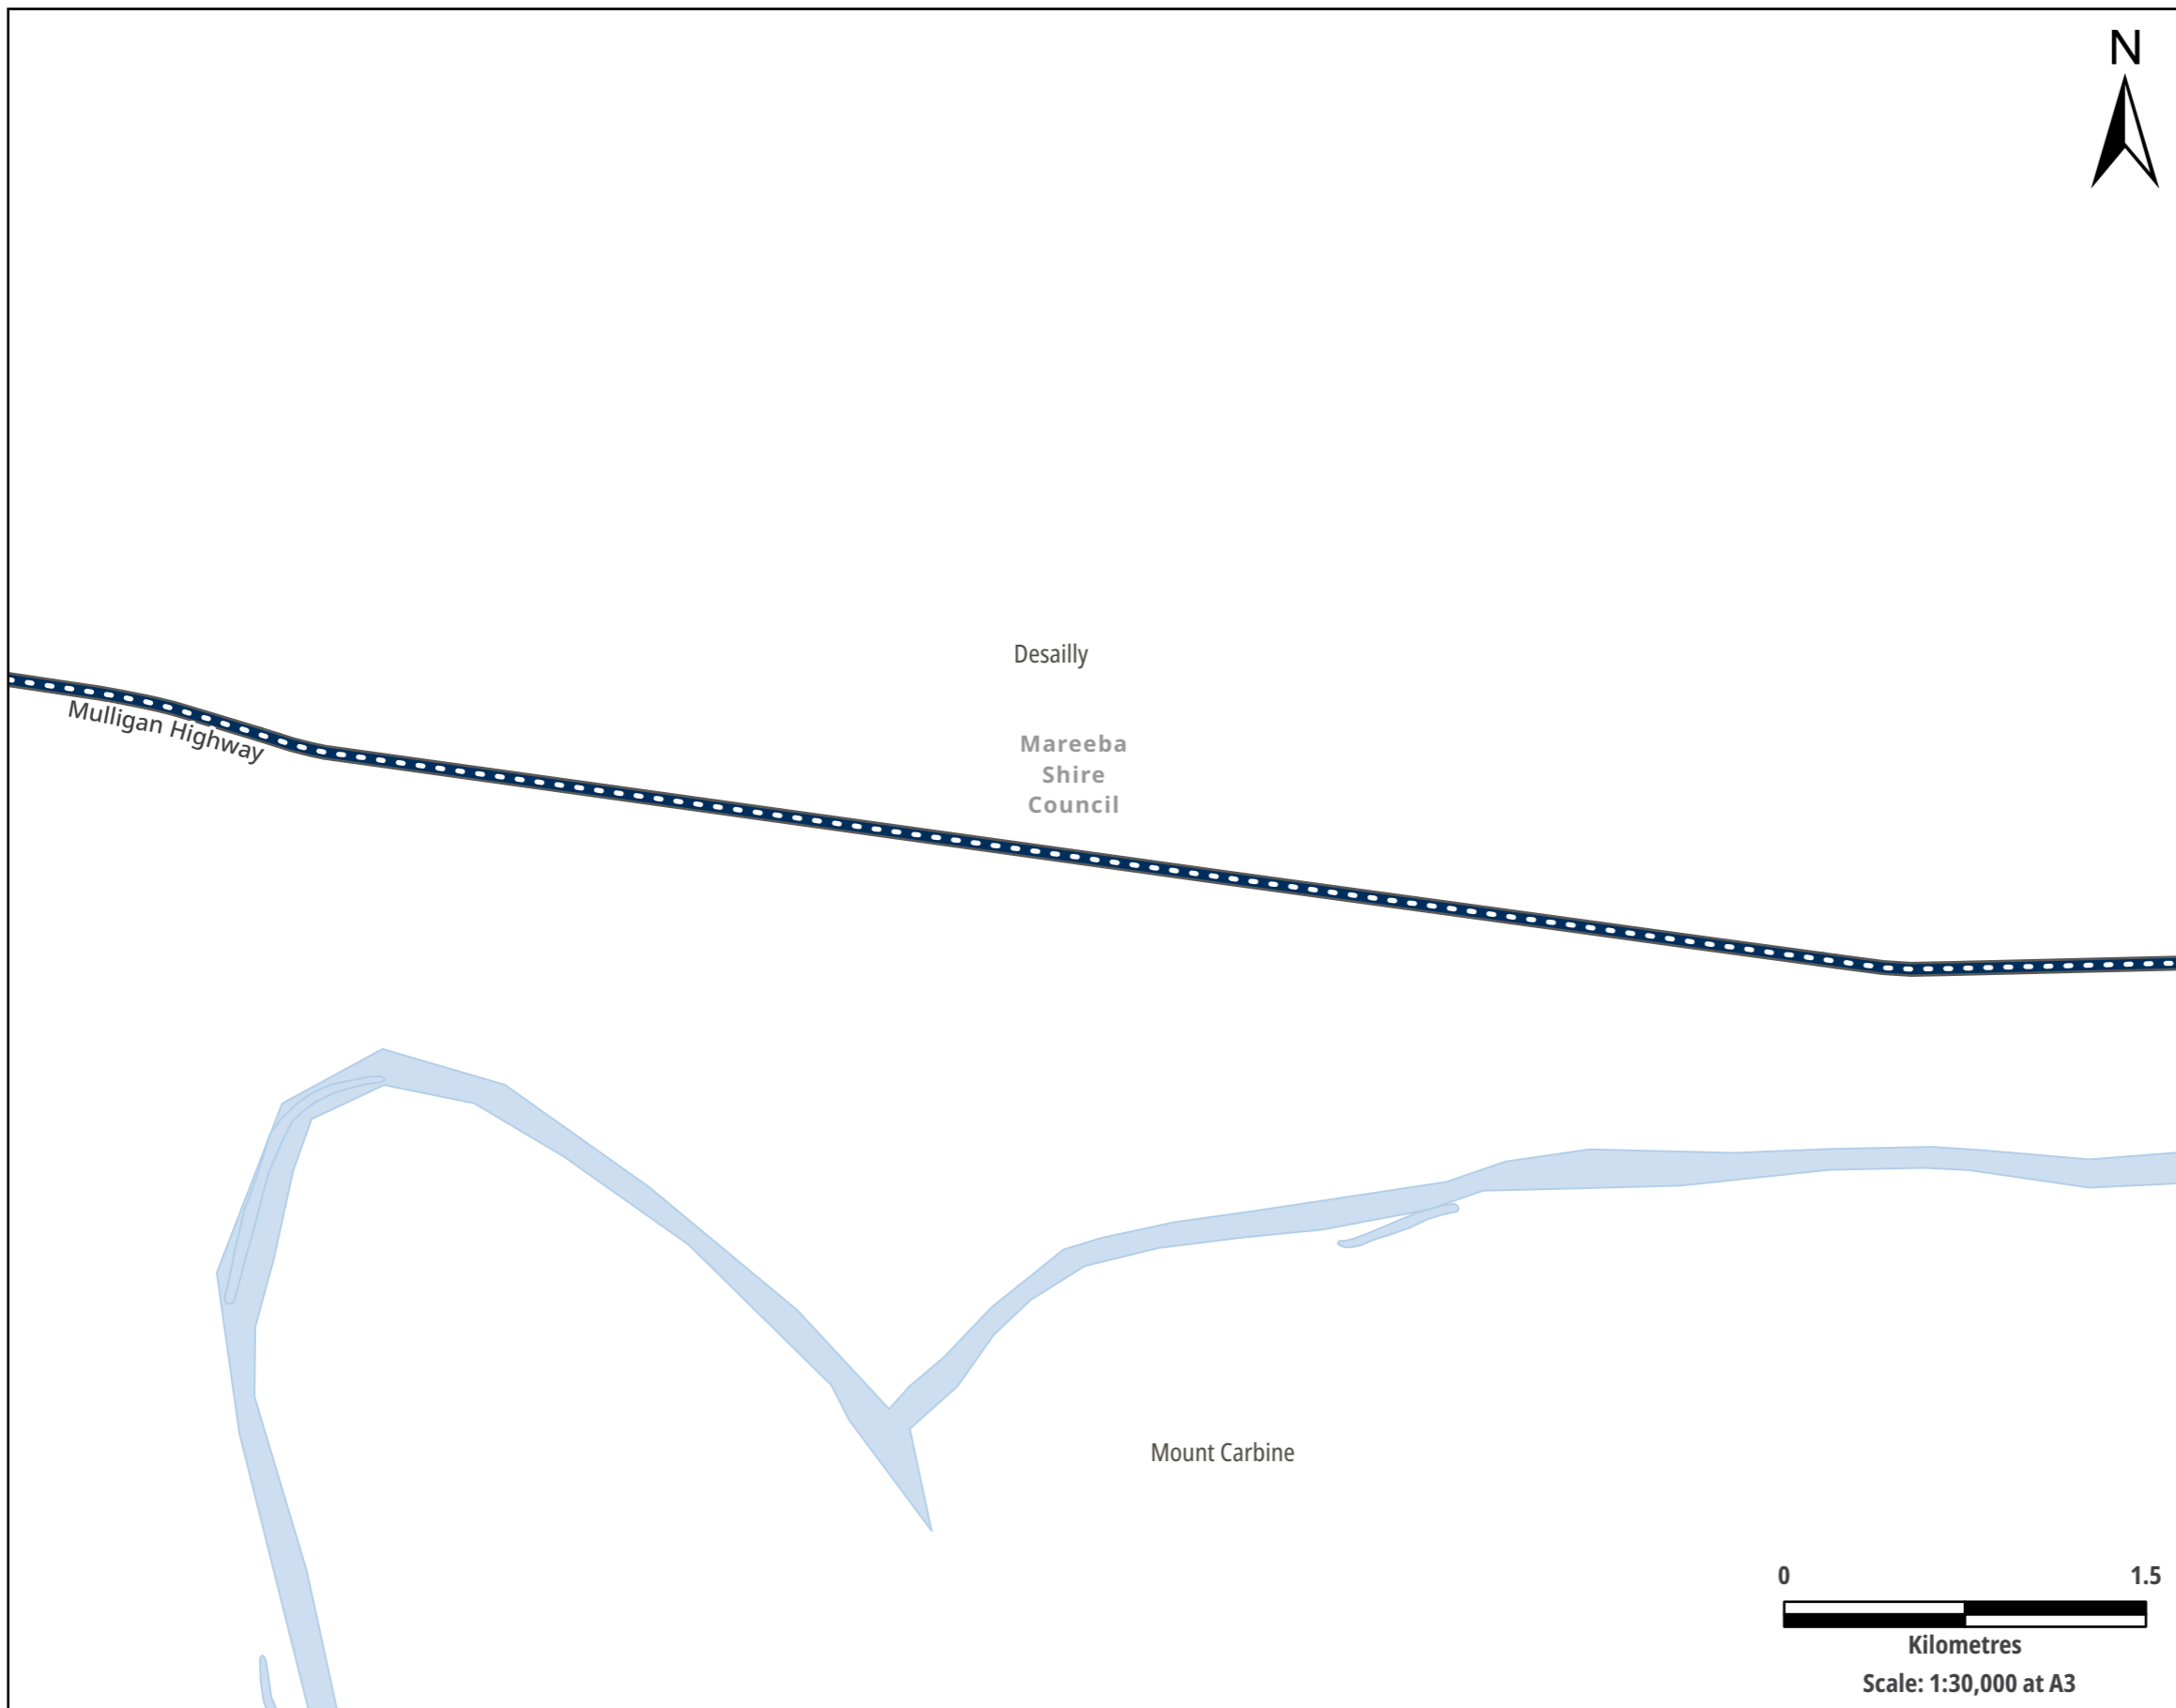 N
Desailly
Mulligan Highway
Mareeba
Shire
Council
Mount Carbine
0 1.5
Kilometres
Scale: 1:30,000 at A3